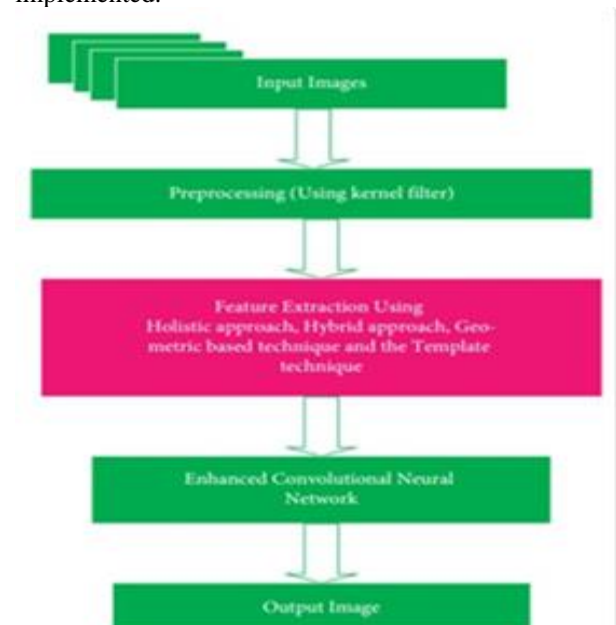 implemented.
Input Images
Preprocessing (Using kernel filter)
Feature Extraction Using
Holistic approach, Hybrid approach, Geo-
metric based technique and the Template
technique
Enhanced Convolutional Neural
Network
Output Image